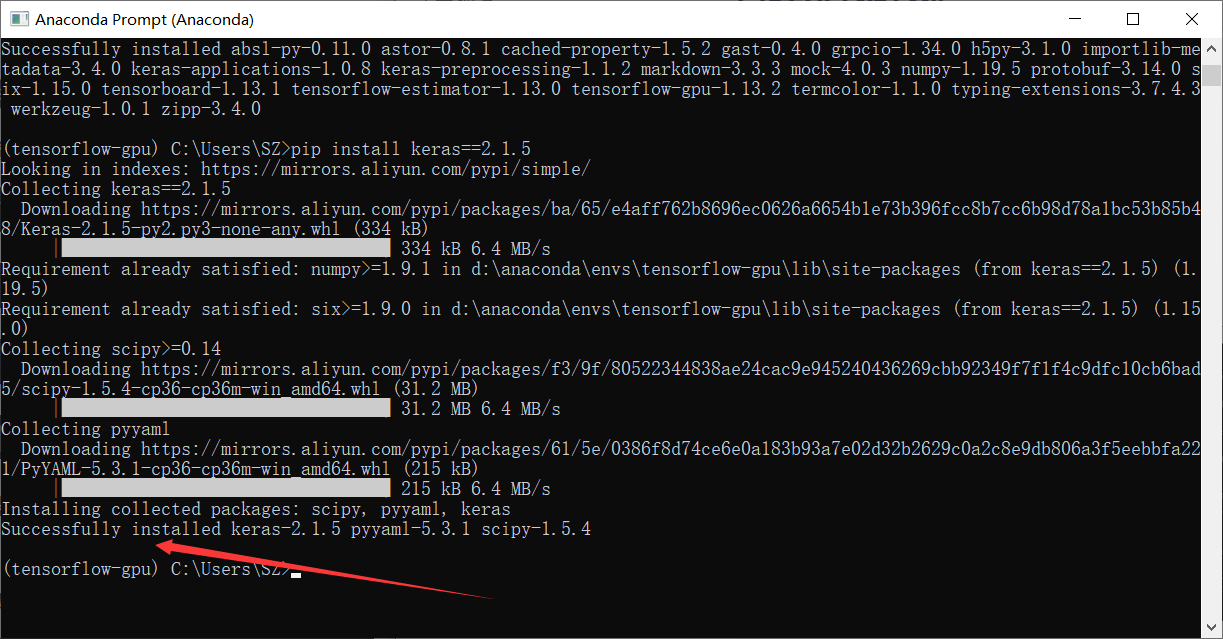 Anaconda Prompt (Anaconda)
Successfully installed absl-py-0.11.0 astor-0.8.1 cached-property-1.5.2 gast-0.4.0 grpcio-1.34.0 h5py-3.1.0 importlib-me
tadata-3.4.0 keras-applications-1.0.8 keras-preprocessing-1.1.2 markdown-3.3.3 mock-4.0.3 numpy-1.19.5 protobuf-3.14.0 s
ix-1.15.0 tensorboard-1.13.1 tensorflow-estimator-1.13.0 tensorflow-gpu-1.13.2 termcolor-1.1.0 typing-extensions-3.7.4.3
werkzeug-1.0.1 zipp-3.4.0
(tensorflow-gpu) C:\Users\SZ>pip install keras==2.1.5
Looking in indexes: https://mirrors.aliyun.com/pypi/simple/
Collecting keras==2.1.5
Downloading https://mirrors.aliyun.com/pypi/packages/ba/65/e4aff762b8696ec0626a6654b1e73b396fcc8b7cc6b98d78a1bc53b85b4
8/Keras-2.1.5-py2.py3-none-any.whl (334 kB)
334 kB 6.4 MB/s
Requirement already satisfied: numpy>=1.9.1 in d:\anaconda\envs\tensorflow-gpu\lib\site-packages (from keras==2.1.5) (1.
19.5)
Requirement already satisfied: six>=1.9.0 in d:\anaconda\envs\tensorflow-gpu\lib\site-packages (from keras==2.1.5) (1.15
.0)
Collecting scipy>=0.14
Downloading https://mirrors.aliyun.com/pypi/packages/f3/9f/80522344838ae24cac9e945240436269cbb92349f7f1f4c9dfc10cb6bad
5/scipy-1.5.4-cp36-cp36m-win_amd64.whl (31.2 MB)
31.2 MB 6.4 MB/s
Collecting pyyaml
Downloading https://mirrors.aliyun.com/pypi/packages/61/5e/0386f8d74ce6e0a183b93a7e02d32b2629c0a2c8e9db806a3f5eebbfa22
1/PyYAML-5.3.1-cp36-cp36m-win_amd64.whl (215 kB)
215 kB 6.4 MB/s
Installing collected packages: scipy, pyyaml, keras
Successfully installed keras-2.1.5 pyyaml-5.3.1 scipy-1.5.4
(tensorflow-gpu) C:\Users\SZ>